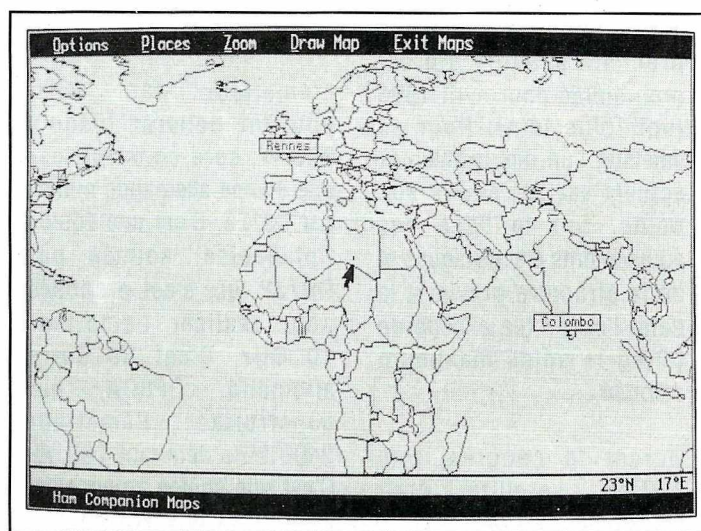 Options Places Zoom Draw Map Exit Maps
Rennes
Colombo
23°N 17°E
Ham Companion Maps